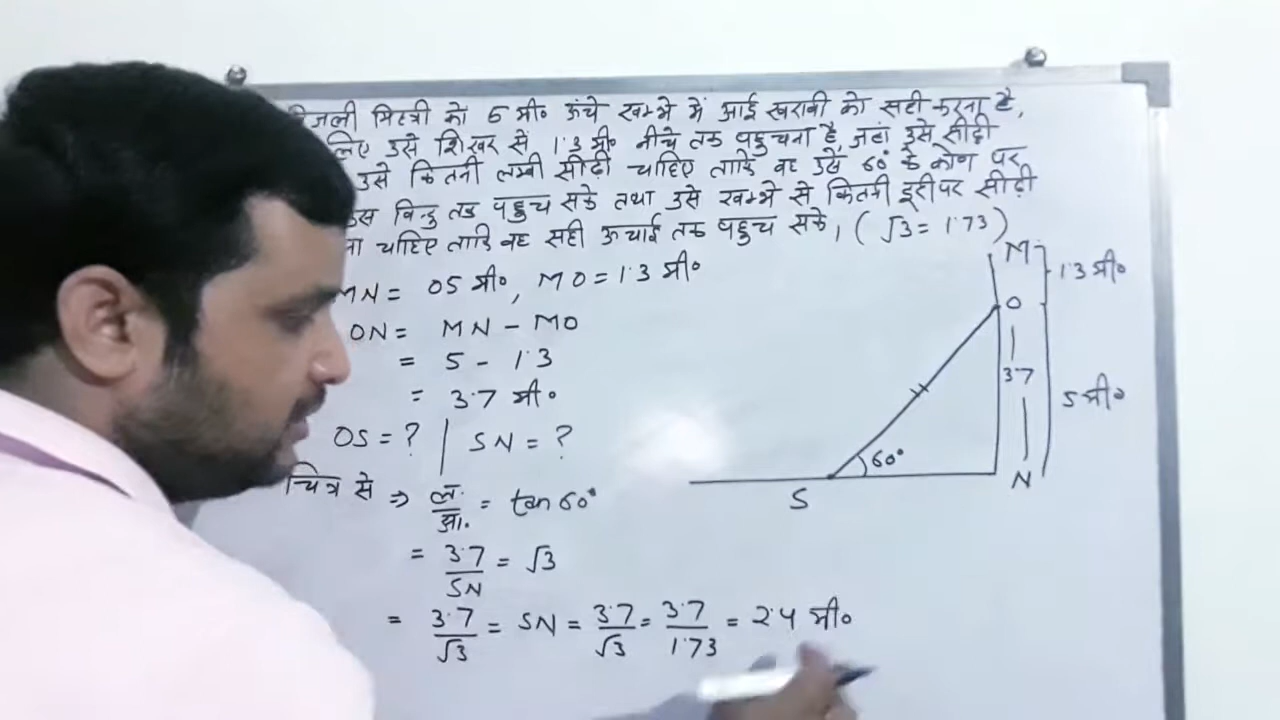 जली मिस्त्री को 5 मी० ऊंचे खम्भे में आई खराबी को सही करना है,
लिए उसे शिखर से 1.3 मी० नीचे तक पहुचना है, जहां उसे सीढ़ी
उसे कितनी लम्बी सीढ़ी चाहिए ताकि वह उसे 60° के कोण पर
उस बिन्दु तक पहुच सके तथा उसे खम्भे से कितनी दूरी पर सीढ़ी
ना चाहिए ताकि वह सही ऊचाई तक पहुच सके, ( √3 = 1.73 )
MN = 05 मी० , MO = 1.3 मी०
ON = MN - MO
= 5 - 1.3
= 3.7 मी०
OS = ? | SN = ?
चित्र से ⇒ ल./आ. = tan 60°
= 3.7/SN = √3
= 3.7/√3 = SN = 3.7/√3 = 3.7/1.73 = 2.4 मी०
M
1.3 मी०
O
3.7
5 मी०
60°
S
N